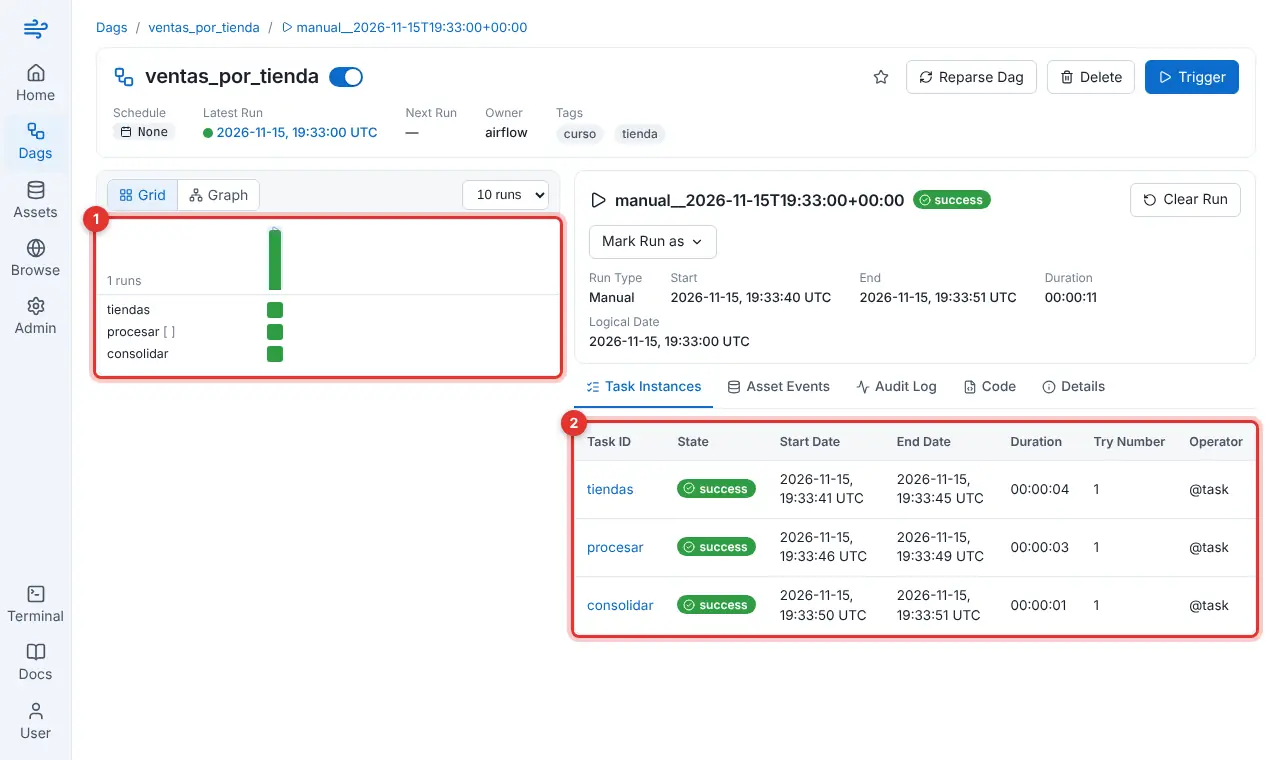 Dags / ventas_por_tienda / manual__2026-11-15T19:33:00+00:00
Home
Dags
Assets
Browse
Admin
Terminal
Docs
User
ventas_por_tienda
Reparse Dag
Delete
Trigger
Schedule
None
Latest Run
2026-11-15, 19:33:00 UTC
Next Run
—
Owner
airflow
Tags
curso tienda
Grid
Graph
10 runs
1
1 runs
tiendas
procesar [ ]
consolidar
manual__2026-11-15T19:33:00+00:00
success
Clear Run
Mark Run as
Run Type
Manual
Start
2026-11-15, 19:33:40 UTC
End
2026-11-15, 19:33:51 UTC
Duration
00:00:11
Logical Date
2026-11-15, 19:33:00 UTC
Task Instances
Asset Events
Audit Log
Code
Details
2
Task ID State Start Date End Date Duration Try Number Operator
tiendas success 2026-11-15, 19:33:41 UTC 2026-11-15, 19:33:45 UTC 00:00:04 1 @task
procesar success 2026-11-15, 19:33:46 UTC 2026-11-15, 19:33:49 UTC 00:00:03 1 @task
consolidar success 2026-11-15, 19:33:50 UTC 2026-11-15, 19:33:51 UTC 00:00:01 1 @task